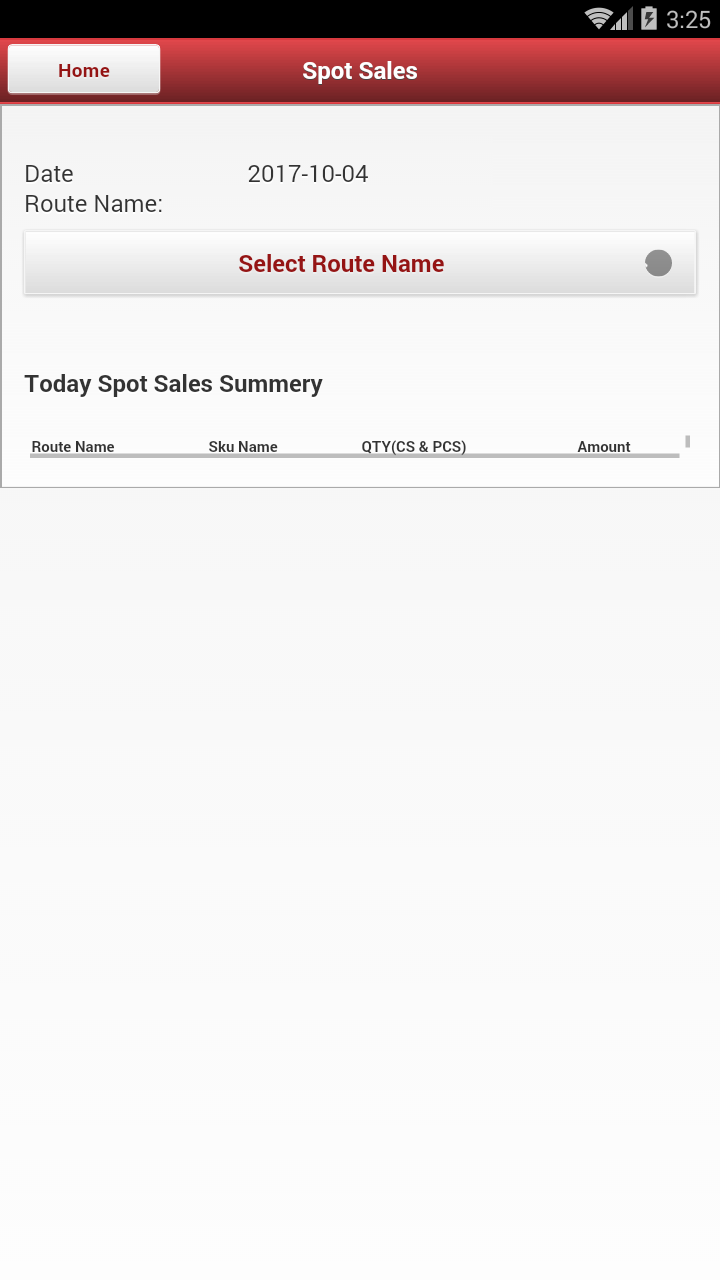 3:25
Home Spot Sales
Date 2017-10-04
Route Name:
Select Route Name
Today Spot Sales Summery
Route Name Sku Name QTY(CS & PCS) Amount